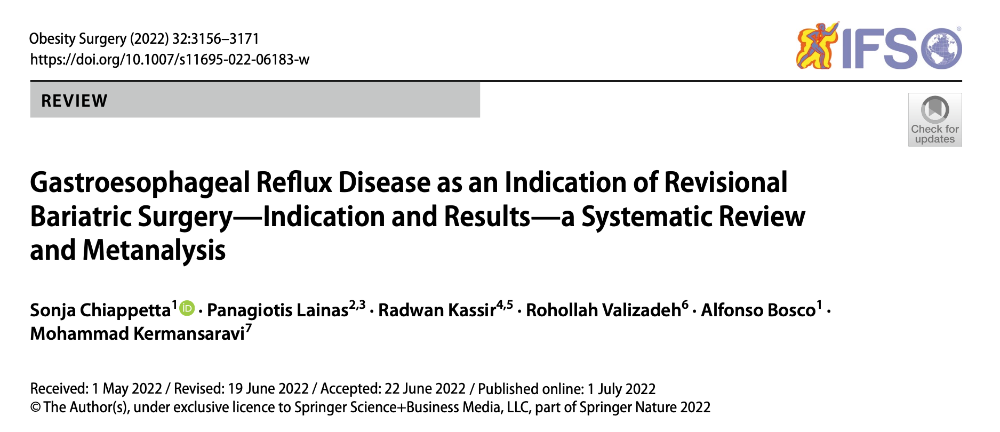 Obesity Surgery (2022) 32:3156–3171
https://doi.org/10.1007/s11695-022-06183-w
IFSO®
REVIEW
Check for
updates
Gastroesophageal Reflux Disease as an Indication of Revisional
Bariatric Surgery—Indication and Results—a Systematic Review
and Metanalysis
Sonja Chiappetta1 iD · Panagiotis Lainas2,3 · Radwan Kassir4,5 · Rohollah Valizadeh6 · Alfonso Bosco1 ·
Mohammad Kermansaravi7
Received: 1 May 2022 / Revised: 19 June 2022 / Accepted: 22 June 2022 / Published online: 1 July 2022
© The Author(s), under exclusive licence to Springer Science+Business Media, LLC, part of Springer Nature 2022